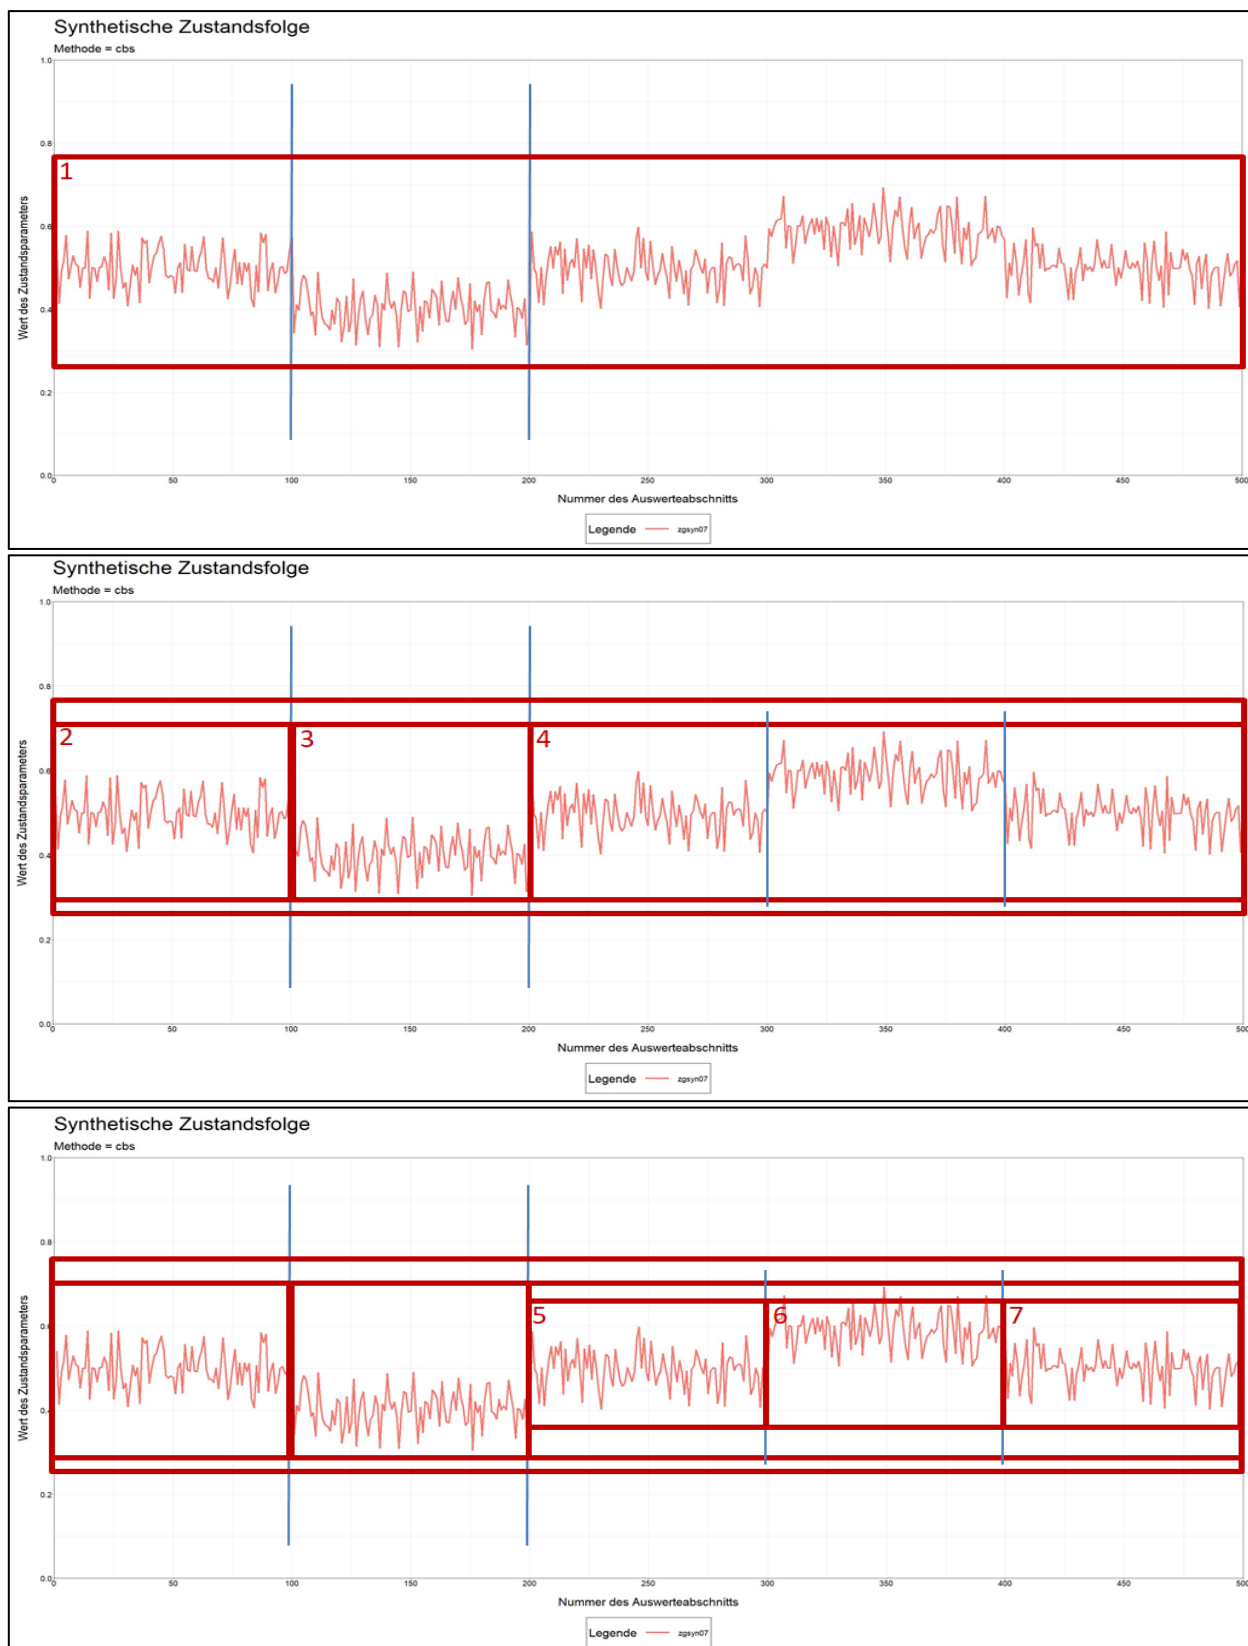 Synthetische Zustandsfolge
Methode = cbs
1.0
0.8
1
0.6
Wert des Zustandsparameters
0.4
0.2
0.0
0 50 100 150 200 250 300 350 400 450 500
Nummer des Auswerteabschnitts
Legende zgsyn07
Synthetische Zustandsfolge
Methode = cbs
1.0
0.8
2 3 4
0.6
Wert des Zustandsparameters
0.4
0.2
0.0
0 50 100 150 200 250 300 350 400 450 500
Nummer des Auswerteabschnitts
Legende zgsyn07
Synthetische Zustandsfolge
Methode = cbs
1.0
0.8
5 6 7
0.6
Wert des Zustandsparameters
0.4
0.2
0.0
0 50 100 150 200 250 300 350 400 450 500
Nummer des Auswerteabschnitts
Legende zgsyn07